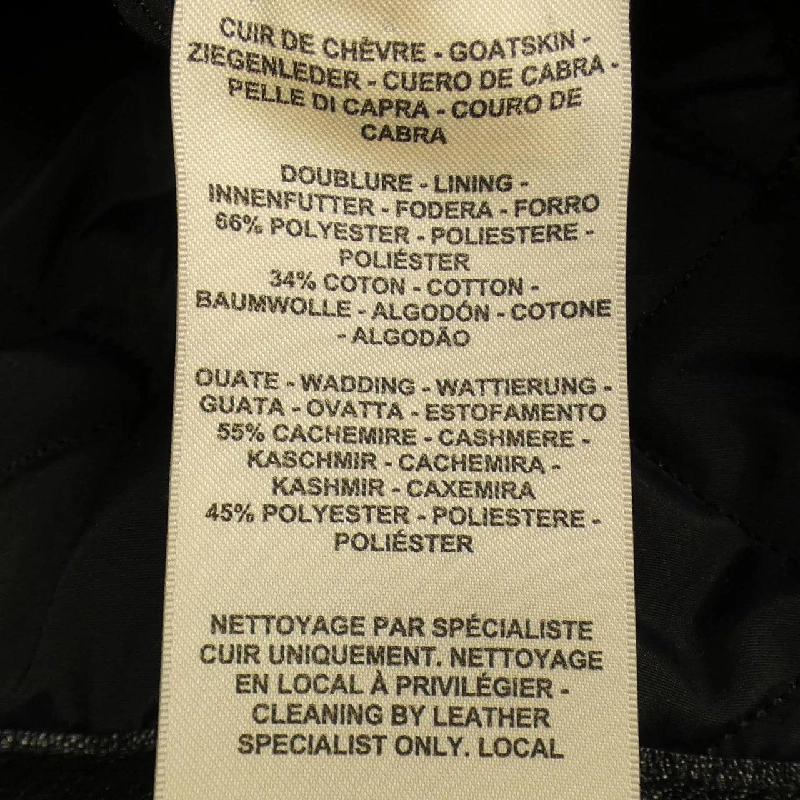 CUIR DE CHÈVRE - GOATSKIN -
ZIEGENLEDER - CUERO DE CABRA -
PELLE DI CAPRA - COURO DE
CABRA
DOUBLURE - LINING -
INNENFUTTER - FODERA - FORRO
66% POLYESTER - POLIESTERE -
POLIÉSTER
34% COTON - COTTON -
BAUMWOLLE - ALGODÓN - COTONE
- ALGODÃO
OUATE - WADDING - WATTIERUNG -
GUATA - OVATTA - ESTOFAMENTO
55% CACHEMIRE - CASHMERE -
KASCHMIR - CACHEMIRA -
KASHMIR - CAXEMIRA
45% POLYESTER - POLIESTERE -
POLIÉSTER
NETTOYAGE PAR SPÉCIALISTE
CUIR UNIQUEMENT. NETTOYAGE
EN LOCAL À PRIVILÉGIER -
CLEANING BY LEATHER
SPECIALIST ONLY. LOCAL